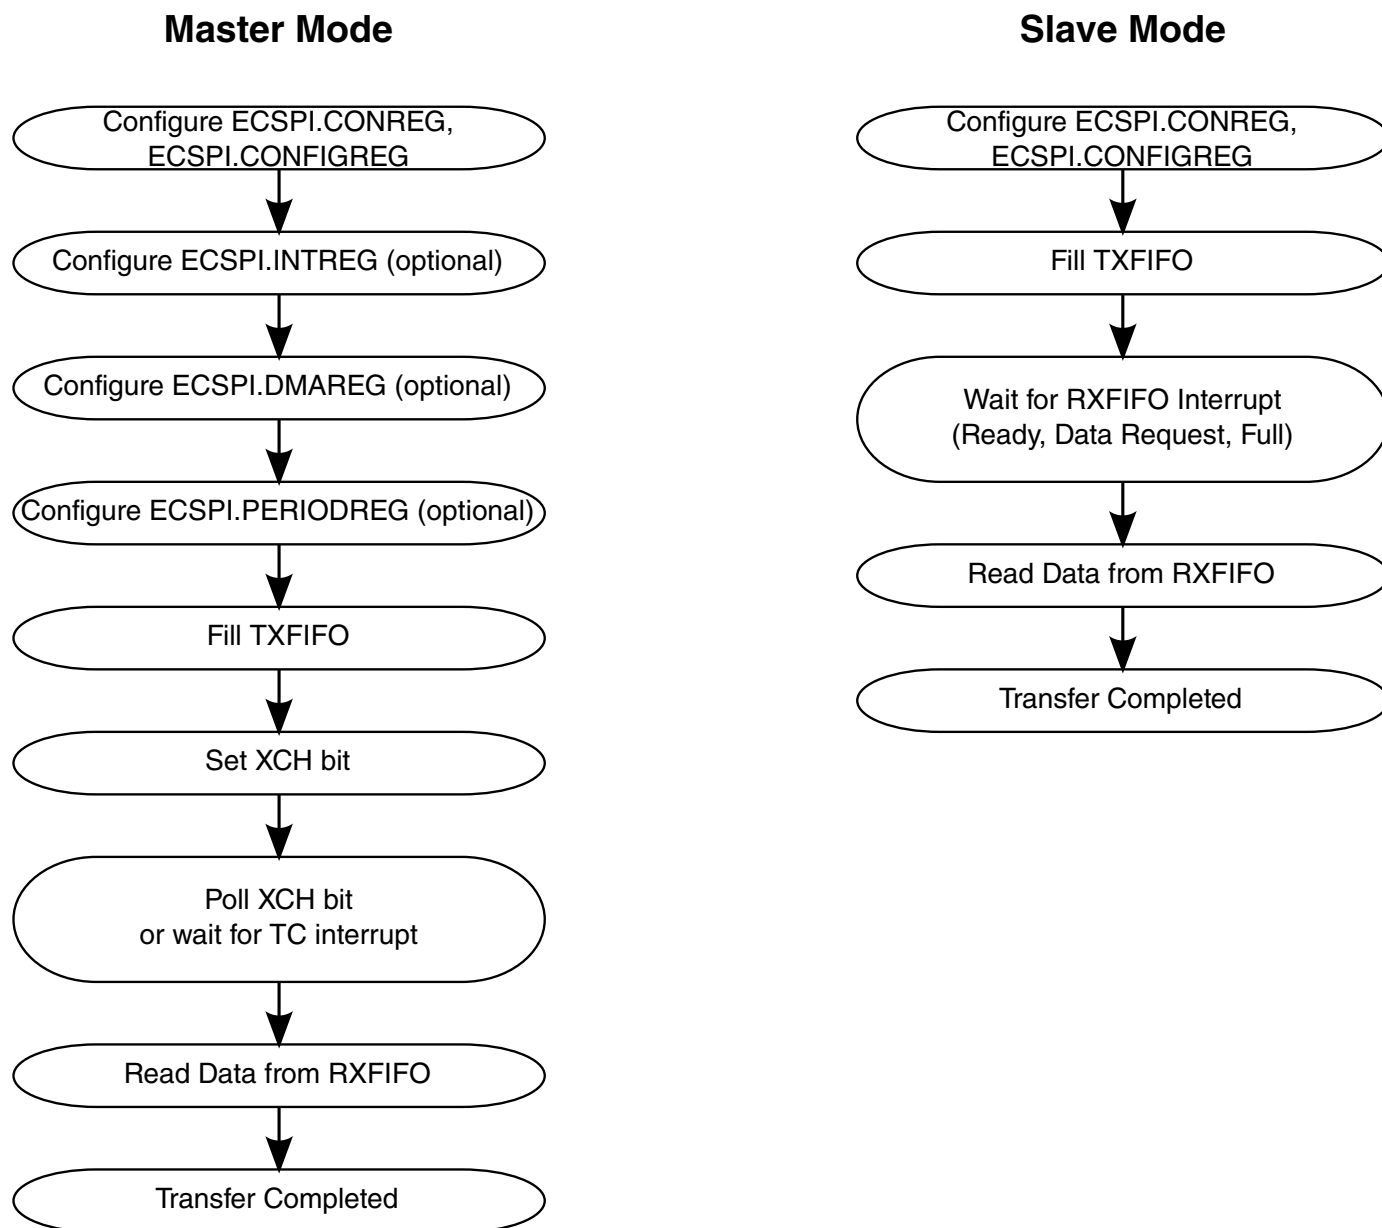 Master Mode
Configure ECSPI.CONREG,
ECSPI.CONFIGREG
Configure ECSPI.INTREG (optional)
Configure ECSPI.DMAREG (optional)
Configure ECSPI.PERIODREG (optional)
Fill TXFIFO
Set XCH bit
Poll XCH bit
or wait for TC interrupt
Read Data from RXFIFO
Transfer Completed
Slave Mode
Configure ECSPI.CONREG,
ECSPI.CONFIGREG
Fill TXFIFO
Wait for RXFIFO Interrupt
(Ready, Data Request, Full)
Read Data from RXFIFO
Transfer Completed